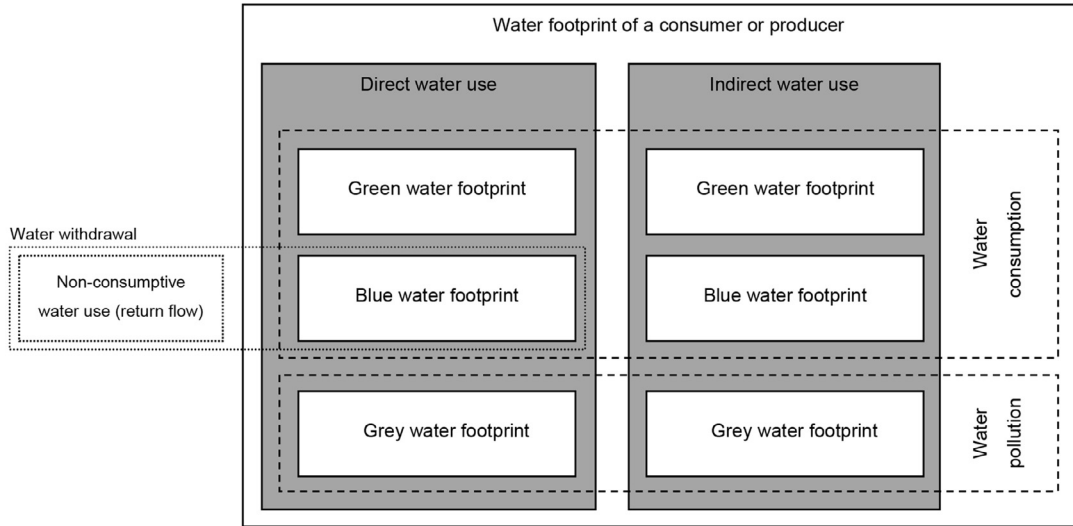 Water footprint of a consumer or producer
Direct water use
Indirect water use
Green water footprint
Green water footprint
Water
consumption
Water withdrawal
Non-consumptive
water use (return flow)
Blue water footprint
Blue water footprint
Grey water footprint
Grey water footprint
Water
pollution